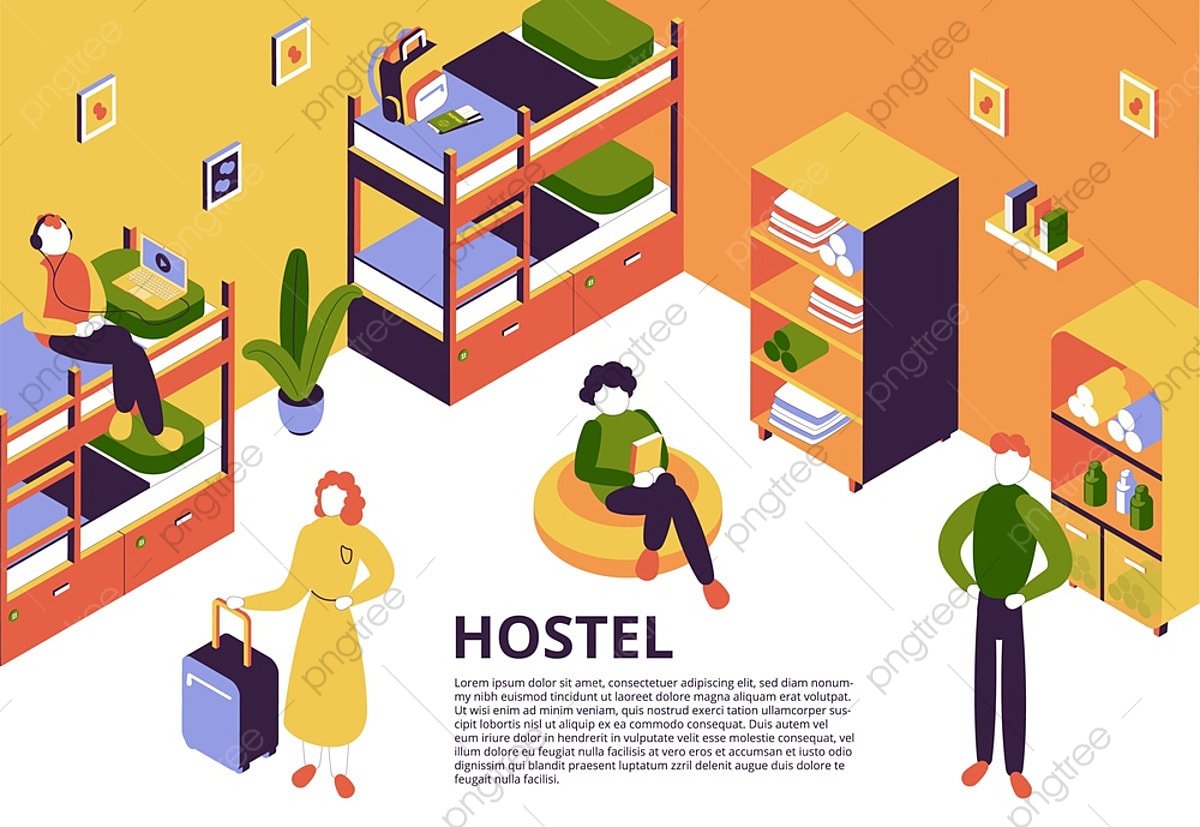 HOSTEL
Lorem ipsum dolor sit amet, consectetuer adipiscing elit, sed diam nonum-
my nibh euismod tincidunt ut laoreet dolore magna aliquam erat volutpat.
Ut wisi enim ad minim veniam, quis nostrud exerci tation ullamcorper sus-
cipit lobortis nisl ut aliquip ex ea commodo consequat. Duis autem vel
eum iriure dolor in hendrerit in vulputate velit esse molestie consequat, vel
illum dolore eu feugiat nulla facilisis at vero eros et accumsan et iusto odio
dignissim qui blandit praesent luptatum zzril delenit augue duis dolore te
feugait nulla facilisi.
pngtree